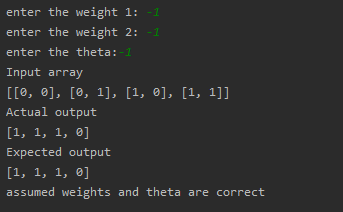 enter the weight 1: -1
enter the weight 2: -1
enter the theta:-1
Input array
[[0, 0], [0, 1], [1, 0], [1, 1]]
Actual output
[1, 1, 1, 0]
Expected output
[1, 1, 1, 0]
assumed weights and theta are correct